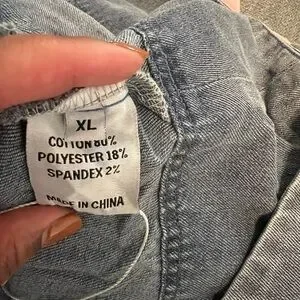 XL
COTTON 80%
POLYESTER 18%
SPANDEX 2%
MADE IN CHINA